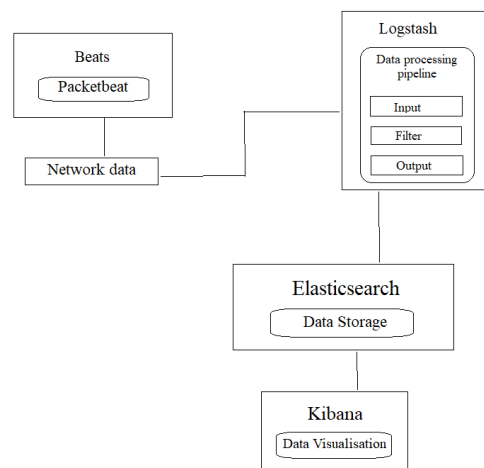 Beats
Packetbeat
Network data
Logstash
Data processing
pipeline
Input
Filter
Output
Elasticsearch
Data Storage
Kibana
Data Visualisation